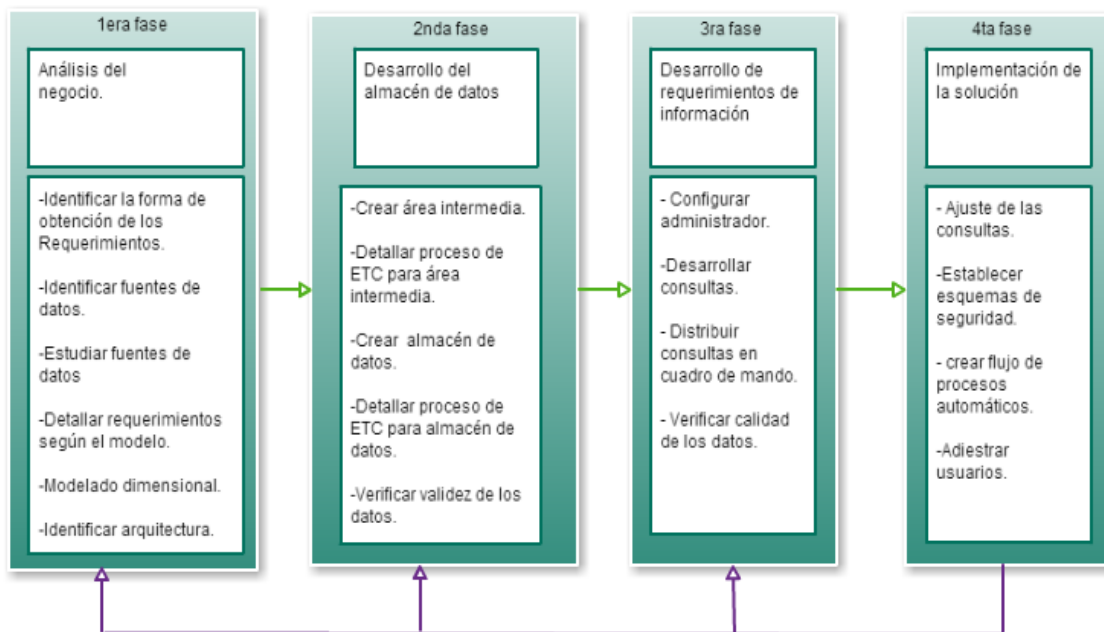 1era fase
Análisis del
negocio.
-Identificar la forma de
obtención de los
Requerimientos.
-Identificar fuentes de
datos.
-Estudiar fuentes de
datos
-Detallar requerimientos
según el modelo.
-Modelado dimensional.
-Identificar arquitectura.
2nda fase
Desarrollo del
almacén de datos
-Crear área intermedia.
-Detallar proceso de
ETC para área
intermedia.
-Crear almacén de
datos.
-Detallar proceso de
ETC para almacén de
datos.
-Verificar validez de los
datos.
3ra fase
Desarrollo de
requerimientos de
información
- Configurar
administrador.
-Desarrollar
consultas.
- Distribuir
consultas en
cuadro de mando.
- Verificar calidad
de los datos.
4ta fase
Implementación de
la solución
- Ajuste de las
consultas.
-Establecer
esquemas de
seguridad.
- crear flujo de
procesos
automáticos.
-Adiestrar
usuarios.